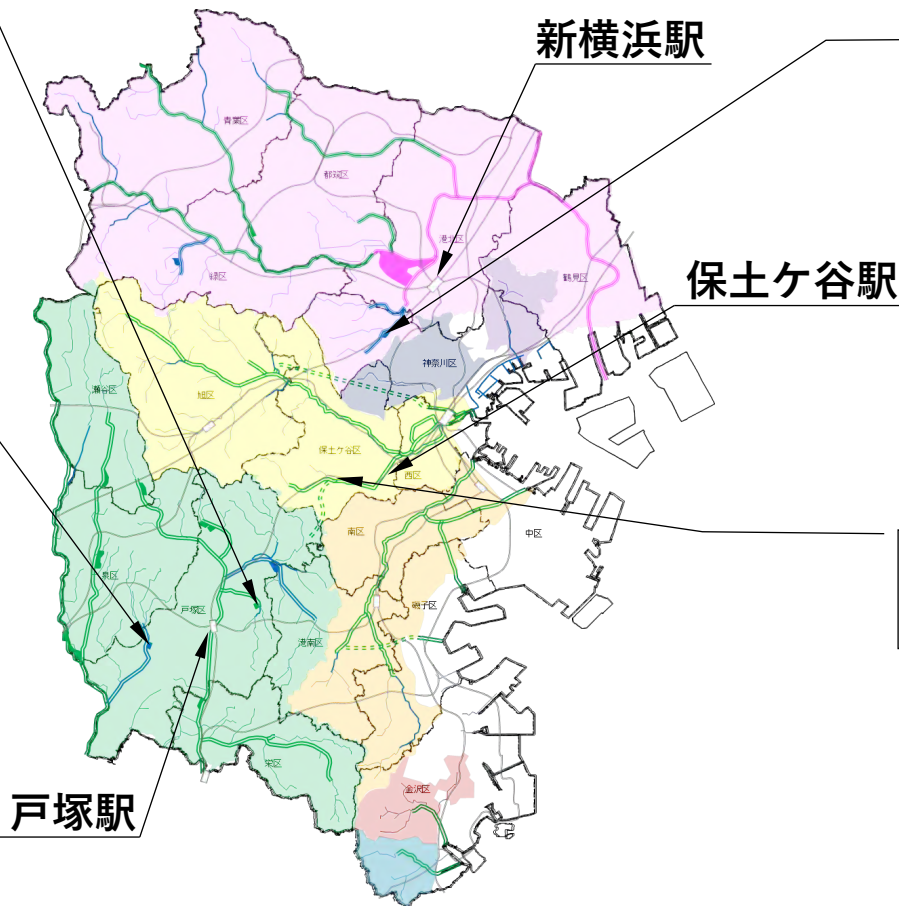 新横浜駅
青葉区
都筑区
港北区
緑区
鶴見区
保土ケ谷駅
神奈川区
瀬谷区
旭区
保土ケ谷区
西区
南区
中区
泉区
戸塚区
磯子区
港南区
栄区
金沢区
戸塚駅